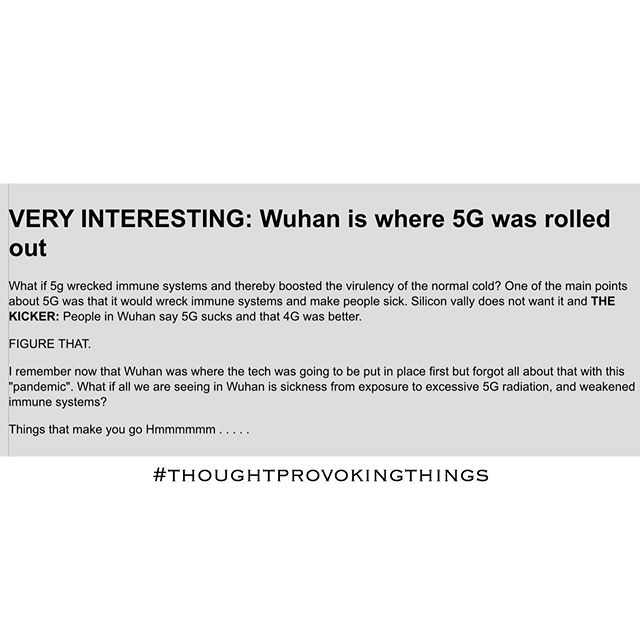 VERY INTERESTING: Wuhan is where 5G was rolled
out
What if 5g wrecked immune systems and thereby boosted the virulency of the normal cold? One of the main points
about 5G was that it would wreck immune systems and make people sick. Silicon vally does not want it and THE
KICKER: People in Wuhan say 5G sucks and that 4G was better.
FIGURE THAT.
I remember now that Wuhan was where the tech was going to be put in place first but forgot all about that with this
"pandemic". What if all we are seeing in Wuhan is sickness from exposure to excessive 5G radiation, and weakened
immune systems?
Things that make you go Hmmmmmm . . . . .
#THOUGHTPROVOKINGTHINGS